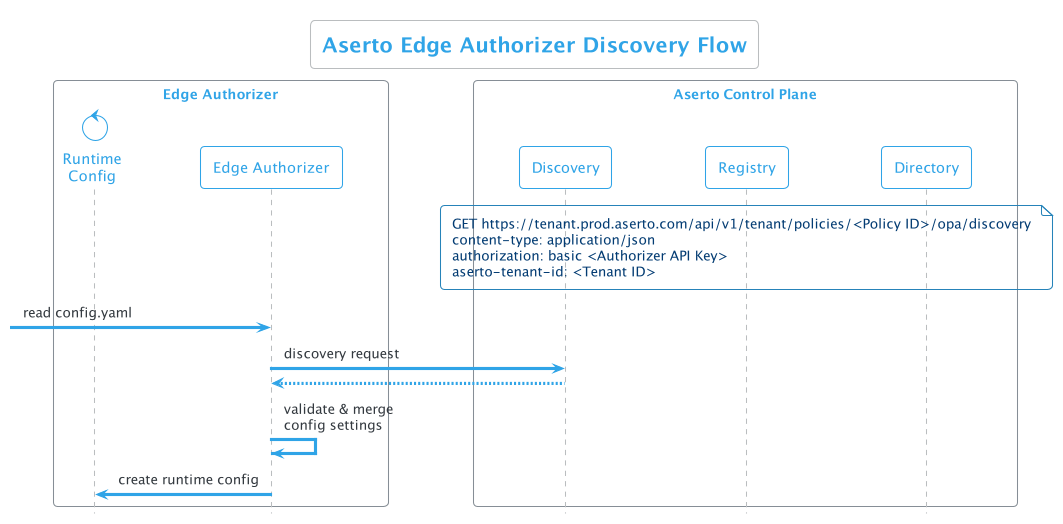 Aserto Edge Authorizer Discovery Flow
Edge Authorizer
Aserto Control Plane
Runtime
Config
Edge Authorizer
Discovery
Registry
Directory
GET https://tenant.prod.aserto.com/api/v1/tenant/policies/<Policy ID>/opa/discovery
content-type: application/json
authorization: basic <Authorizer API Key>
aserto-tenant-id: <Tenant ID>
read config.yaml
discovery request
validate & merge
config settings
create runtime config